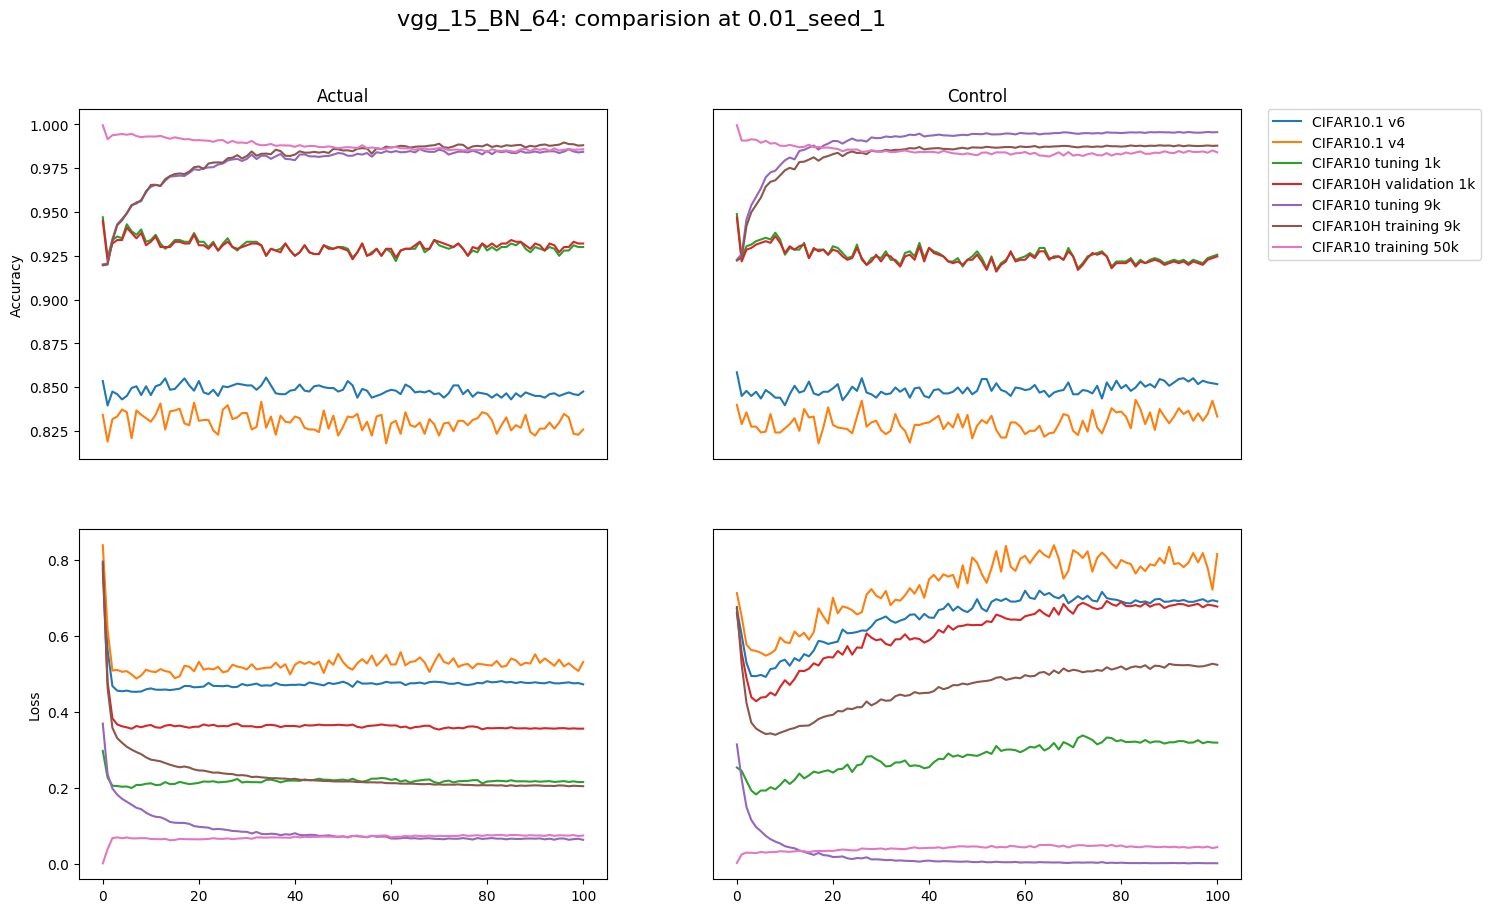 vgg_15_BN_64: comparision at 0.01_seed_1
Actual
Control
Accuracy
1.000
0.975
0.950
0.925
0.900
0.875
0.850
0.825
CIFAR10.1 v6
CIFAR10.1 v4
CIFAR10 tuning 1k
CIFAR10H validation 1k
CIFAR10 tuning 9k
CIFAR10H training 9k
CIFAR10 training 50k
Loss
0.8
0.6
0.4
0.2
0.0
0 20 40 60 80 100
0 20 40 60 80 100